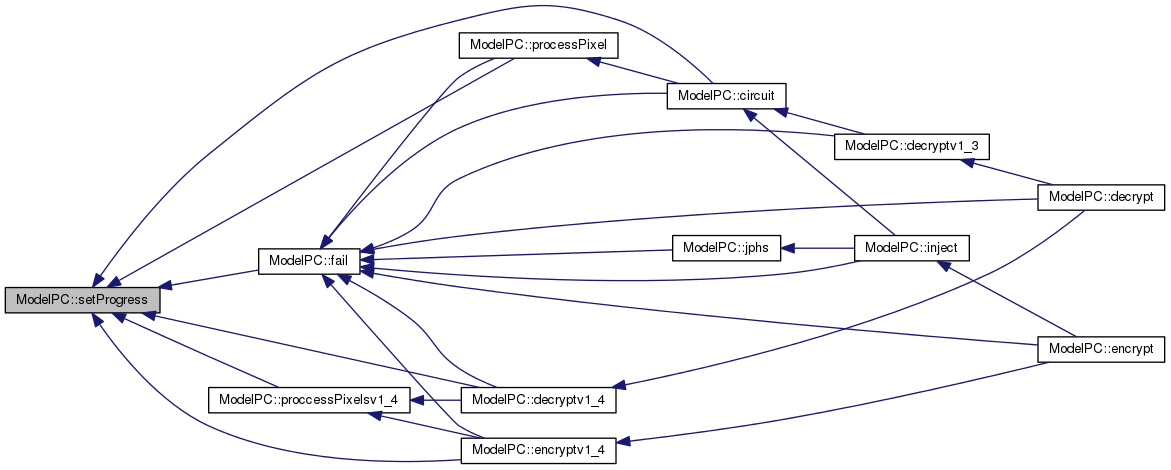 ModelPC::processPixel
ModelPC::circuit
ModelPC::decryptv1_3
ModelPC::decrypt
ModelPC::jphs
ModelPC::inject
ModelPC::fail
ModelPC::setProgress
ModelPC::encrypt
ModelPC::proccessPixelsv1_4
ModelPC::decryptv1_4
ModelPC::encryptv1_4